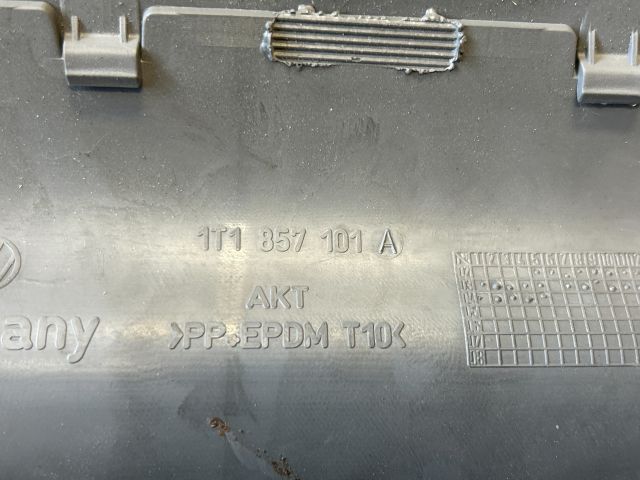 1T1 857 101 A
AKT
any
>PP+EPDM T10<